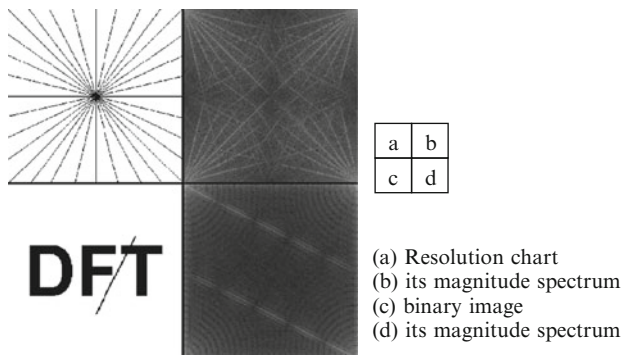 a b
c d
DFT
(a) Resolution chart
(b) its magnitude spectrum
(c) binary image
(d) its magnitude spectrum